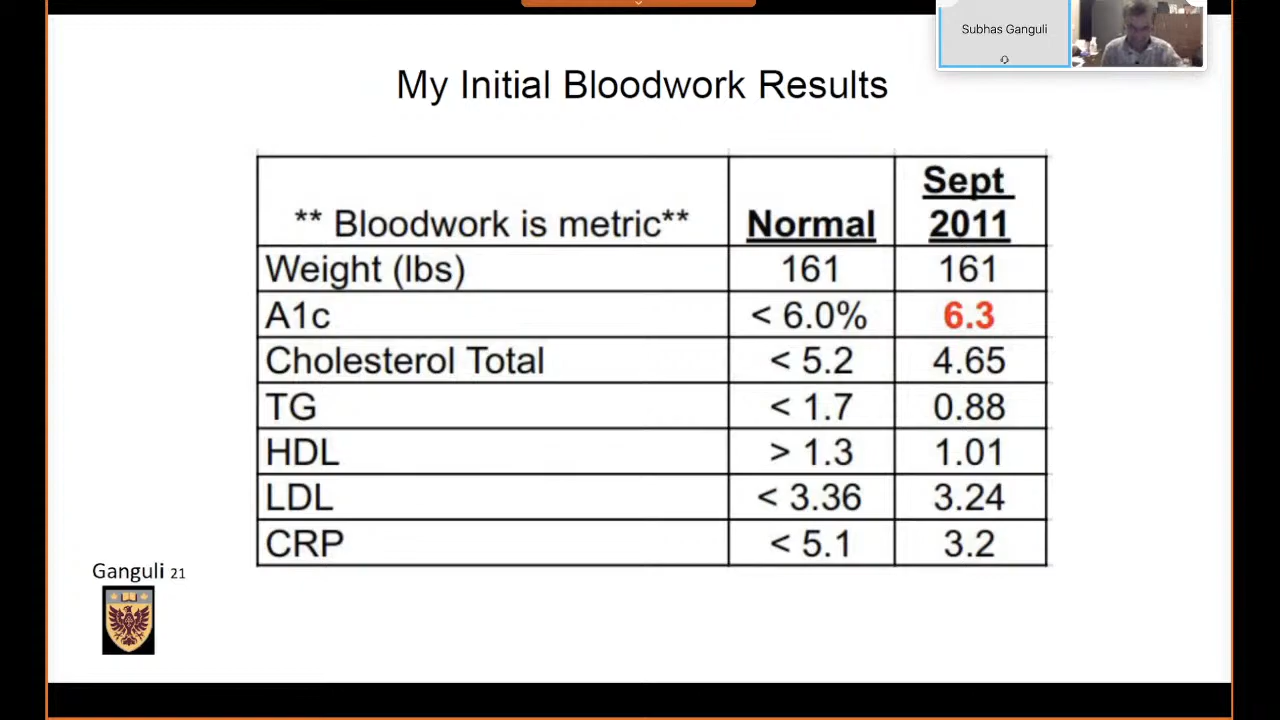 Subhas Ganguli
My Initial Bloodwork Results
** Bloodwork is metric** Normal Sept 2011
Weight (lbs) 161 161
A1c < 6.0% 6.3
Cholesterol Total < 5.2 4.65
TG < 1.7 0.88
HDL > 1.3 1.01
LDL < 3.36 3.24
CRP < 5.1 3.2
Ganguli 21